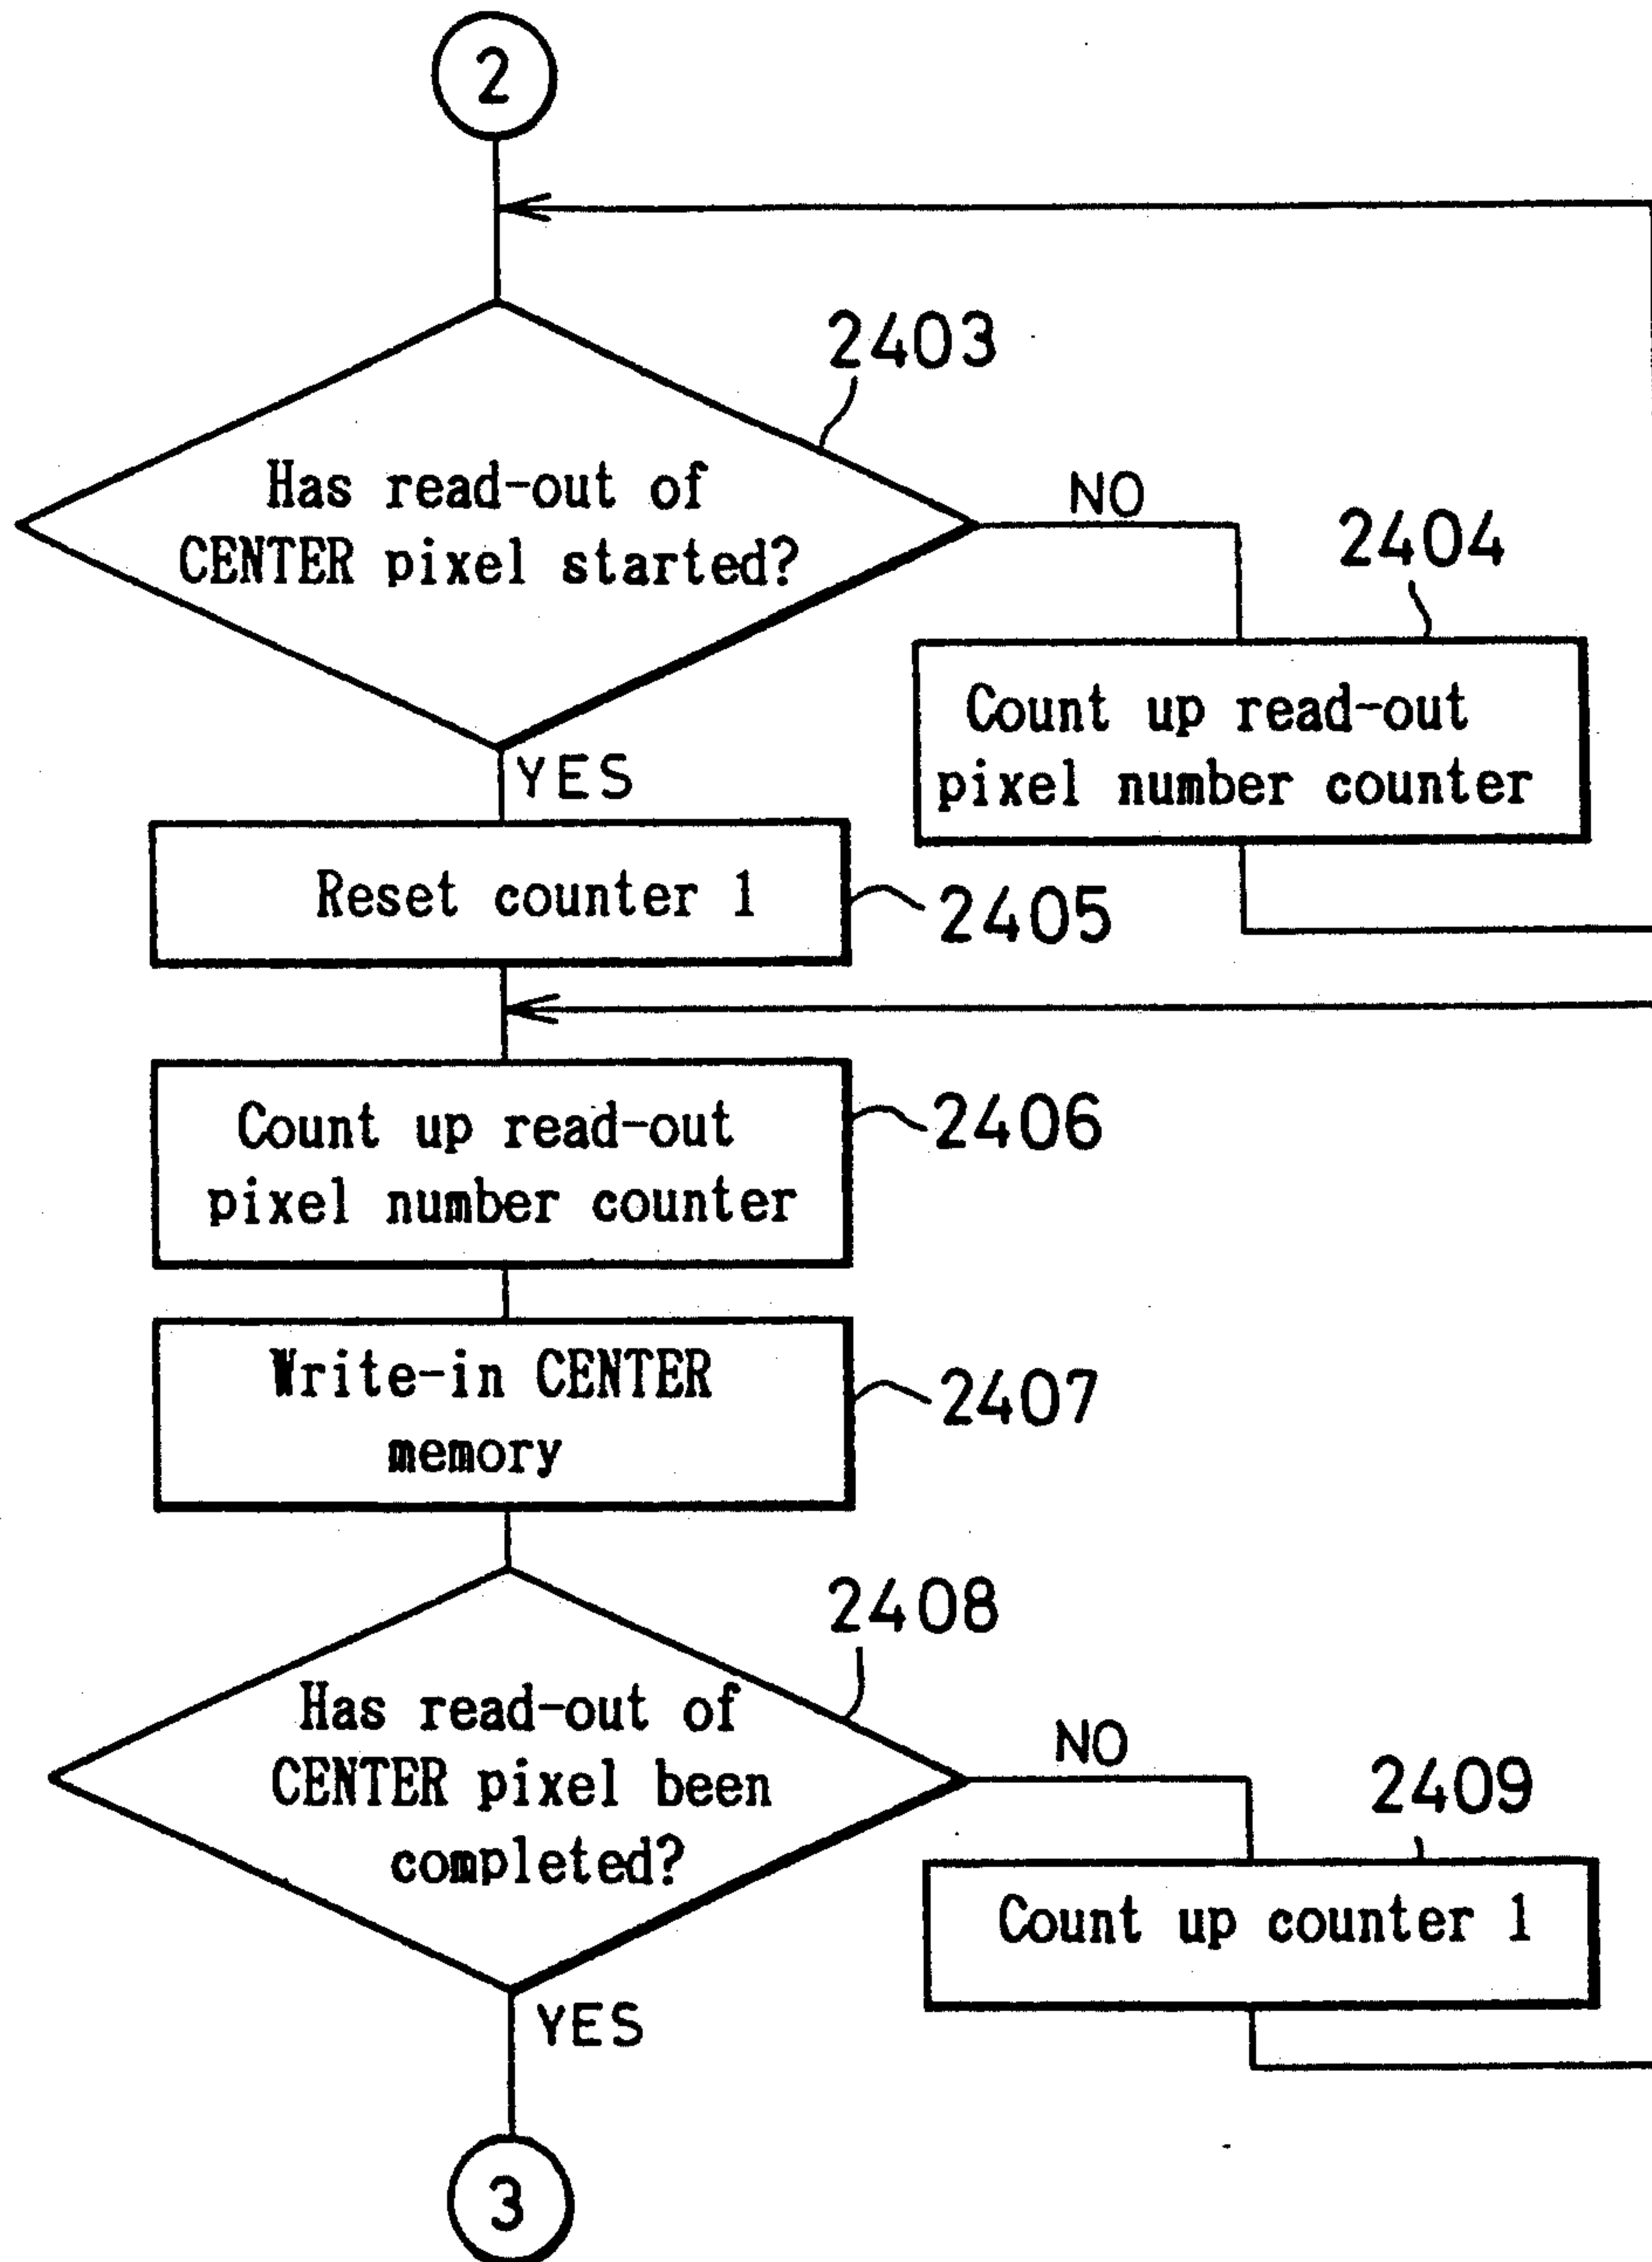 2
2403
Has read-out of
CENTER pixel started?
NO
2404
Count up read-out
pixel number counter
YES
Reset counter 1
2405
Count up read-out
pixel number counter
2406
Write-in CENTER
memory
2407
2408
Has read-out of
CENTER pixel been
completed?
NO
2409
Count up counter 1
YES
3